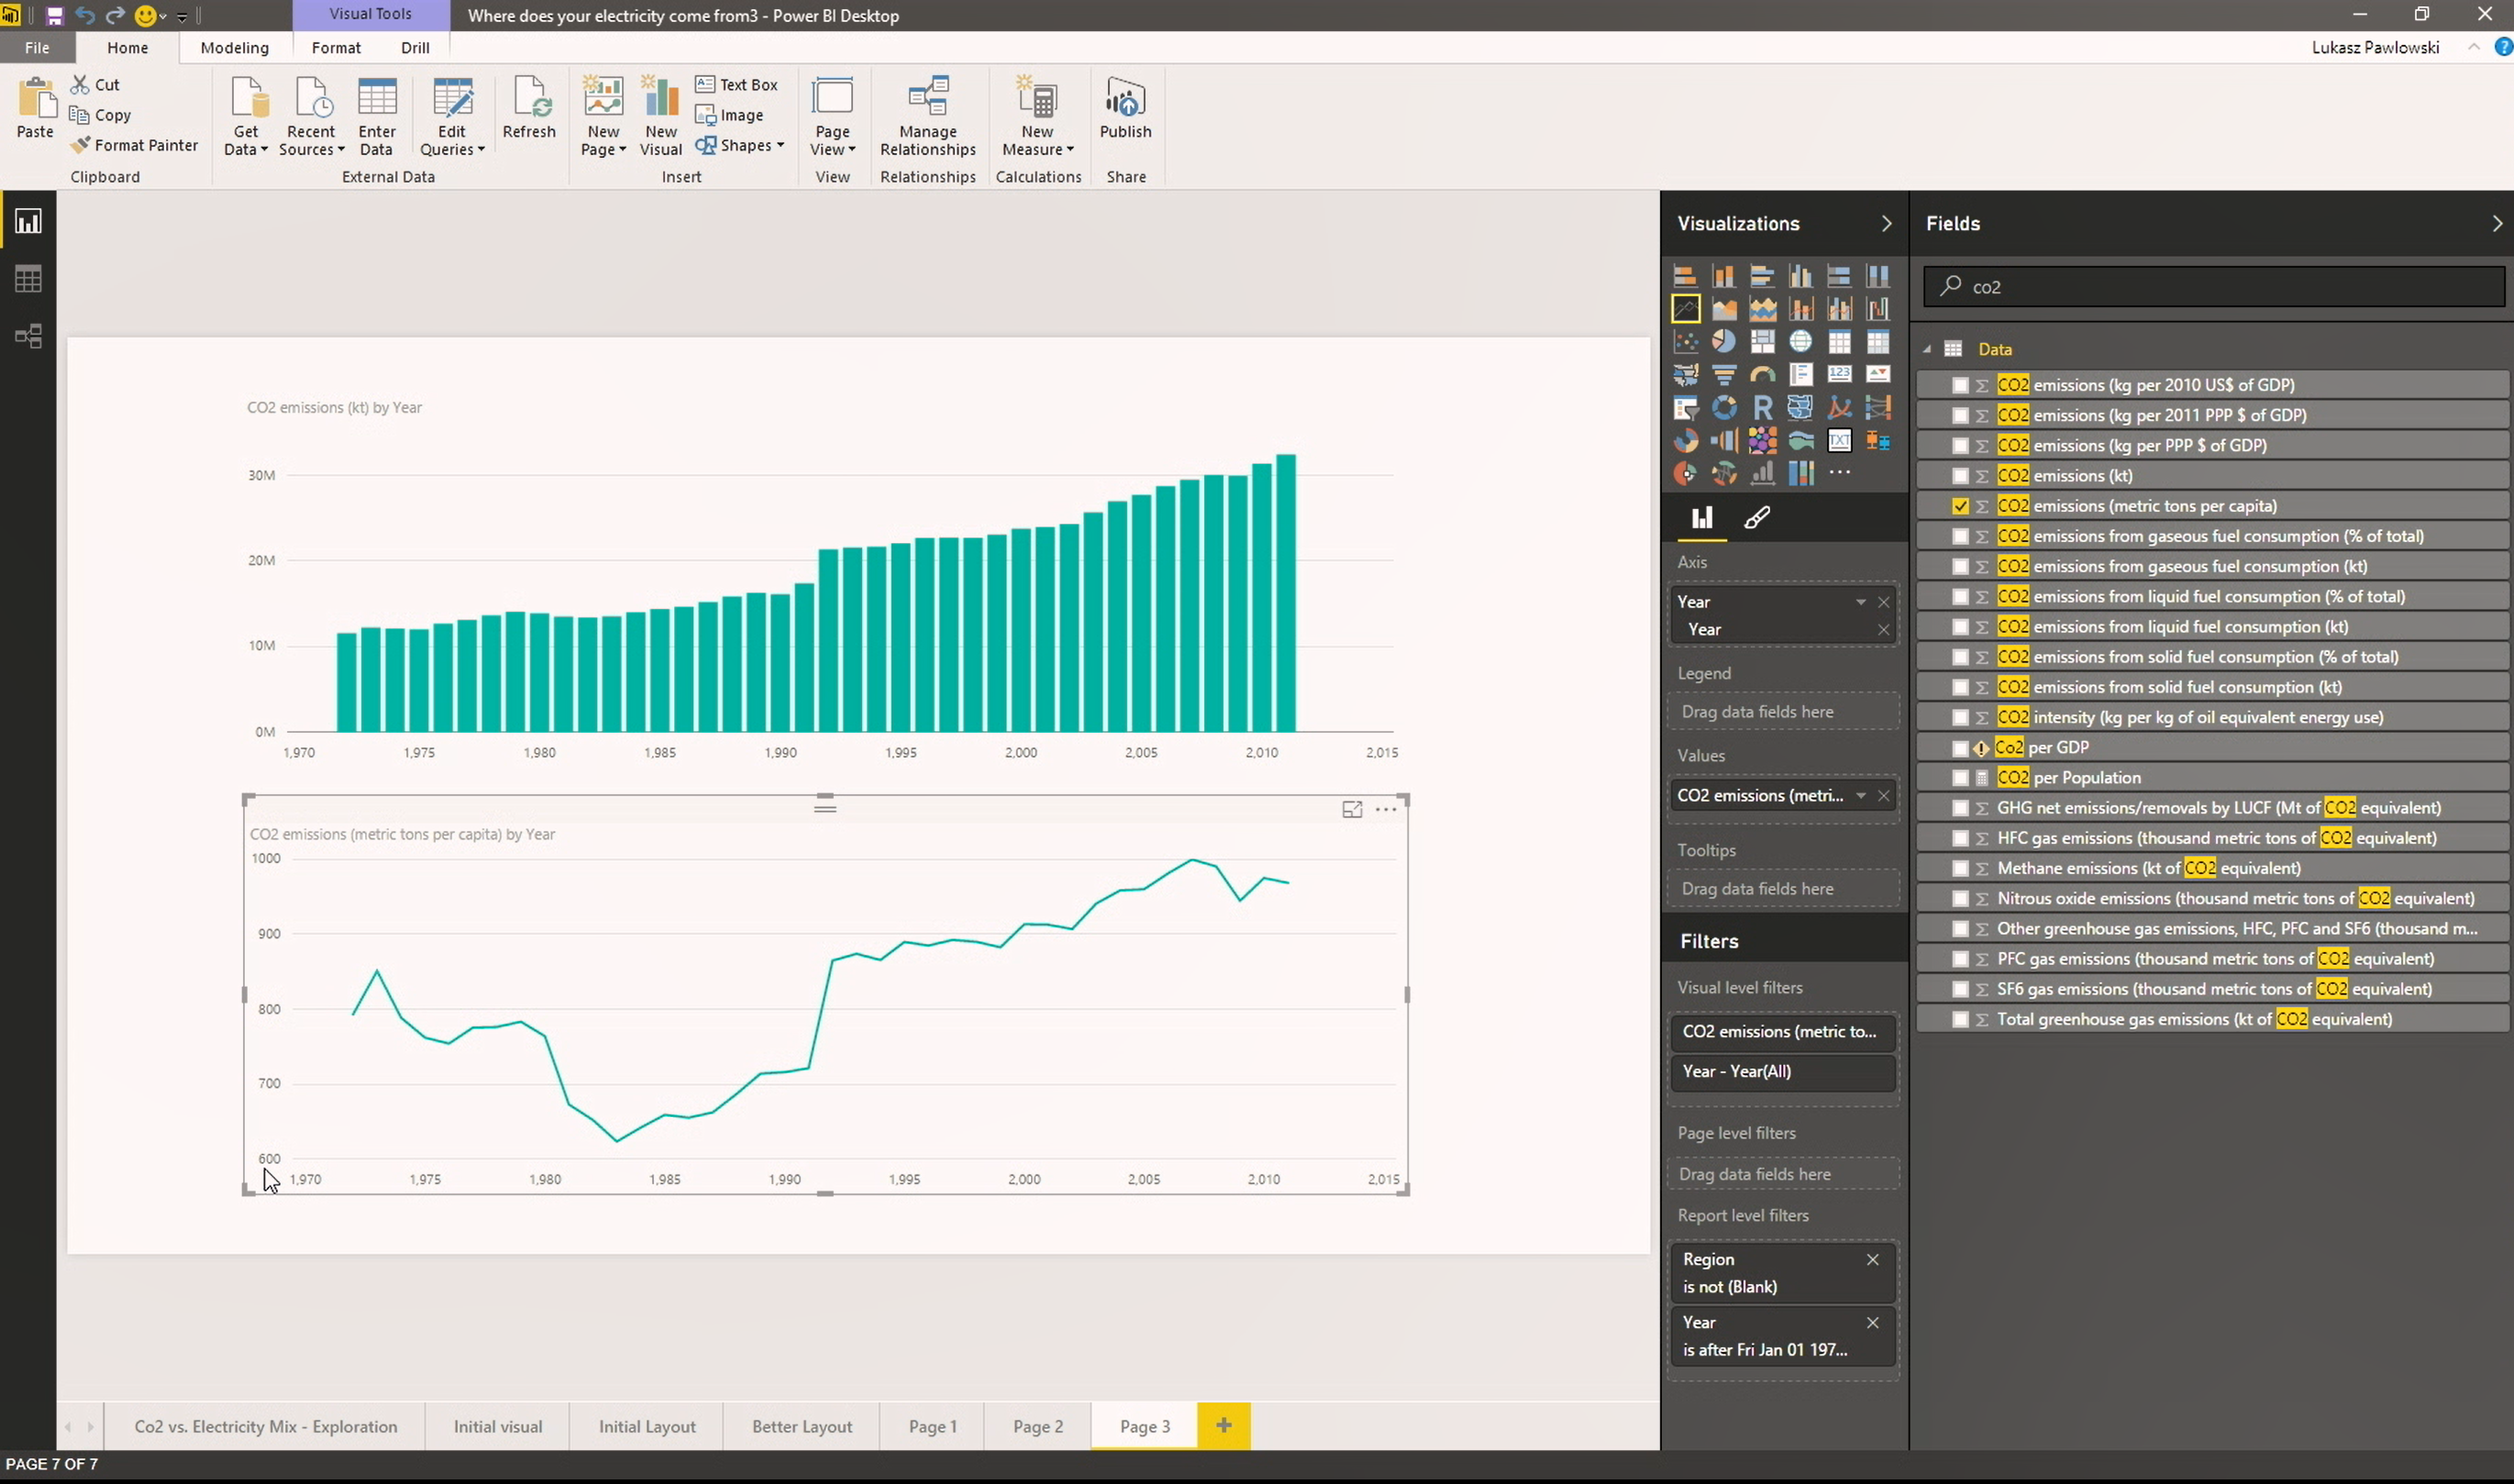 Visual Tools
Where does your electricity come from3 - Power BI Desktop
File
Home
Modeling
Format
Drill
Lukasz Pawlowski
?
Paste
Cut
Copy
Format Painter
Clipboard
Get Data
Recent Sources
Enter Data
Edit Queries
Refresh
External Data
New Page
New Visual
Text Box
Image
Shapes
Insert
Page View
View
Manage Relationships
Relationships
New Measure
Calculations
Publish
Share
CO2 emissions (kt) by Year
30M
20M
10M
0M
1,970 1,975 1,980 1,985 1,990 1,995 2,000 2,005 2,010 2,015
CO2 emissions (metric tons per capita) by Year
1000
900
800
700
600
1,970 1,975 1,980 1,985 1,990 1,995 2,000 2,005 2,010 2,015
Visualizations
123
R
TXT
Axis
Year
Year
Legend
Drag data fields here
Values
CO2 emissions (metri...
Tooltips
Drag data fields here
Filters
Visual level filters
CO2 emissions (metric to...
Year - Year(All)
Page level filters
Drag data fields here
Report level filters
Region
is not (Blank)
Year
is after Fri Jan 01 197...
Fields
co2
Data
CO2 emissions (kg per 2010 US$ of GDP)
CO2 emissions (kg per 2011 PPP $ of GDP)
CO2 emissions (kg per PPP $ of GDP)
CO2 emissions (kt)
CO2 emissions (metric tons per capita)
CO2 emissions from gaseous fuel consumption (% of total)
CO2 emissions from gaseous fuel consumption (kt)
CO2 emissions from liquid fuel consumption (% of total)
CO2 emissions from liquid fuel consumption (kt)
CO2 emissions from solid fuel consumption (% of total)
CO2 emissions from solid fuel consumption (kt)
CO2 intensity (kg per kg of oil equivalent energy use)
Co2 per GDP
CO2 per Population
GHG net emissions/removals by LUCF (Mt of CO2 equivalent)
HFC gas emissions (thousand metric tons of CO2 equivalent)
Methane emissions (kt of CO2 equivalent)
Nitrous oxide emissions (thousand metric tons of CO2 equivalent)
Other greenhouse gas emissions, HFC, PFC and SF6 (thousand m...
PFC gas emissions (thousand metric tons of CO2 equivalent)
SF6 gas emissions (thousand metric tons of CO2 equivalent)
Total greenhouse gas emissions (kt of CO2 equivalent)
Co2 vs. Electricity Mix - Exploration
Initial visual
Initial Layout
Better Layout
Page 1
Page 2
Page 3
+
PAGE 7 OF 7